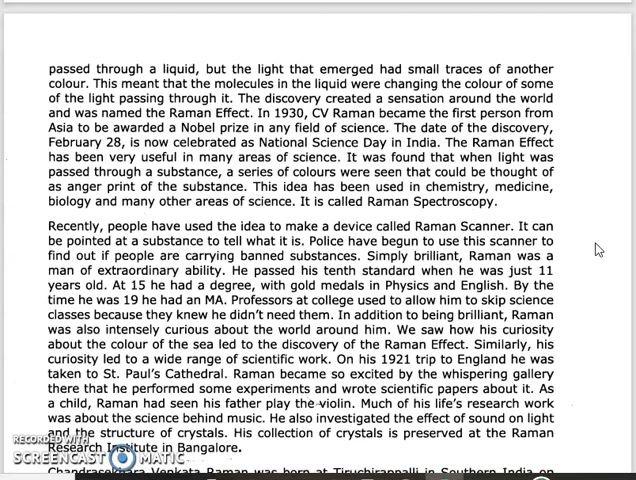 passed through a liquid, but the light that emerged had small traces of another
colour. This meant that the molecules in the liquid were changing the colour of some
of the light passing through it. The discovery created a sensation around the world
and was named the Raman Effect. In 1930, CV Raman became the first person from
Asia to be awarded a Nobel prize in any field of science. The date of the discovery,
February 28, is now celebrated as National Science Day in India. The Raman Effect
has been very useful in many areas of science. It was found that when light was
passed through a substance, a series of colours were seen that could be thought of
as anger print of the substance. This idea has been used in chemistry, medicine,
biology and many other areas of science. It is called Raman Spectroscopy.
Recently, people have used the idea to make a device called Raman Scanner. It can
be pointed at a substance to tell what it is. Police have begun to use this scanner to
find out if people are carrying banned substances. Simply brilliant, Raman was a
man of extraordinary ability. He passed his tenth standard when he was just 11
years old. At 15 he had a degree, with gold medals in Physics and English. By the
time he was 19 he had an MA. Professors at college used to allow him to skip science
classes because they knew he didn't need them. In addition to being brilliant, Raman
was also intensely curious about the world around him. We saw how his curiosity
about the colour of the sea led to the discovery of the Raman Effect. Similarly, his
curiosity led to a wide range of scientific work. On his 1921 trip to England he was
taken to St. Paul's Cathedral. Raman became so excited by the whispering gallery
there that he performed some experiments and wrote scientific papers about it. As
a child, Raman had seen his father play the violin. Much of his life's research work
was about the science behind music. He also investigated the effect of sound on light
and the structure of crystals. His collection of crystals is preserved at the Raman
RECORDED WITH
Research Institute in Bangalore.
SCREENCAST MATIC
Chandrasekhara Venkata Raman was born at Tiruchirappalli in Southern India on